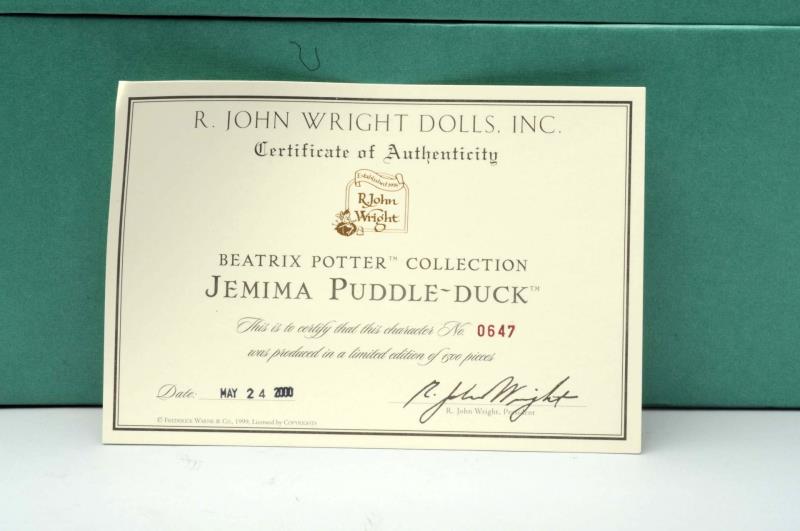 R. JOHN WRIGHT DOLLS, INC.
Certificate of Authenticity
Established 1976
R. John
Wright
BEATRIX POTTER™ COLLECTION
JEMIMA PUDDLE~DUCK™
This is to certify that this character No. 0647
was produced in a limited edition of 1500 pieces
Date: MAY 24 2000
R. John Wright
R. John Wright, President
© FREDERICK WARNE & Co., 1999, Licensed by COPYRIGHTS